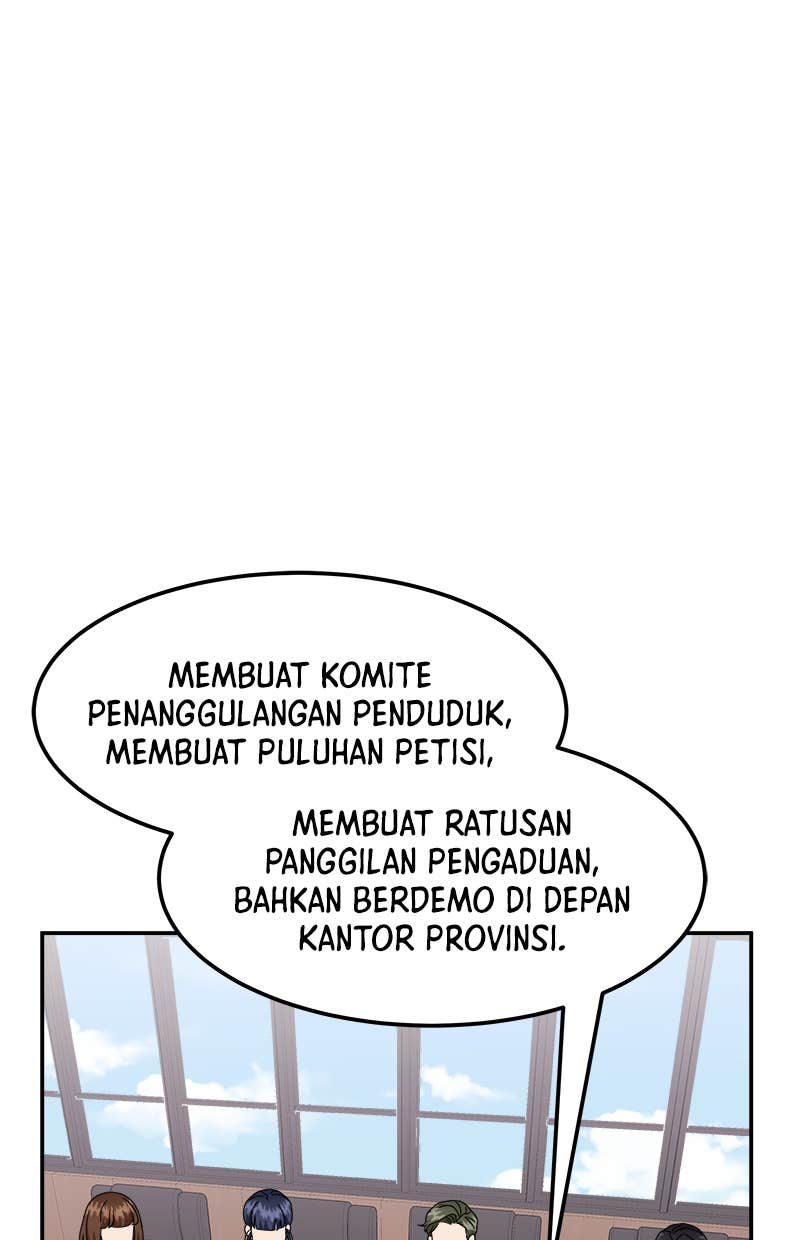 MEMBUAT KOMITE
PENANGGULANGAN PENDUDUK,
MEMBUAT PULUHAN PETISI,
MEMBUAT RATUSAN
PANGGILAN PENGADUAN,
BAHKAN BERDEMO DI DEPAN
KANTOR PROVINSI.